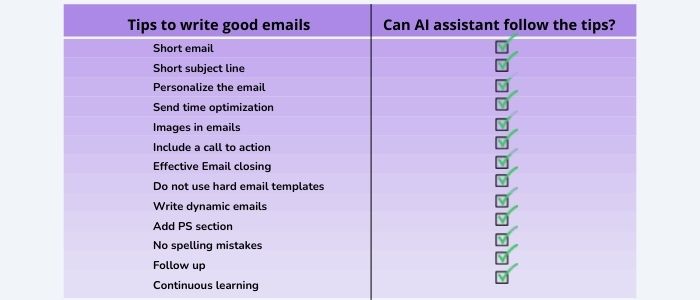 Tips to write good emails
Can AI assistant follow the tips?
Short email
Short subject line
Personalize the email
Send time optimization
Images in emails
Include a call to action
Effective Email closing
Do not use hard email templates
Write dynamic emails
Add PS section
No spelling mistakes
Follow up
Continuous learning